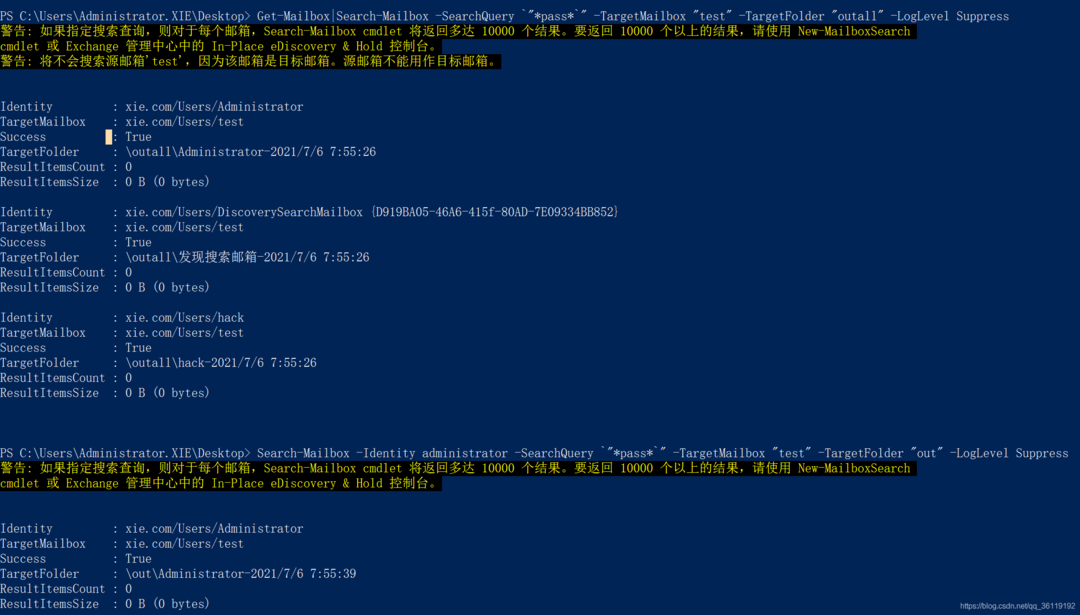 PS C:\Users\Administrator.XIE\Desktop> Get-Mailbox|Search-Mailbox -SearchQuery `"*pass*`" -TargetMailbox "test" -TargetFolder "outall" -LogLevel Suppress
警告: 如果指定搜索查询，则对于每个邮箱，Search-Mailbox cmdlet 将返回多达 10000 个结果。要返回 10000 个以上的结果，请使用 New-MailboxSearch
cmdlet 或 Exchange 管理中心中的 In-Place eDiscovery & Hold 控制台。
警告: 将不会搜索源邮箱'test'，因为该邮箱是目标邮箱。源邮箱不能用作目标邮箱。
Identity : xie.com/Users/Administrator
TargetMailbox : xie.com/Users/test
Success : True
TargetFolder : \outall\Administrator-2021/7/6 7:55:26
ResultItemsCount : 0
ResultItemsSize : 0 B (0 bytes)
Identity : xie.com/Users/DiscoverySearchMailbox {D919BA05-46A6-415f-80AD-7E09334BB852}
TargetMailbox : xie.com/Users/test
Success : True
TargetFolder : \outall\发现搜索邮箱-2021/7/6 7:55:26
ResultItemsCount : 0
ResultItemsSize : 0 B (0 bytes)
Identity : xie.com/Users/hack
TargetMailbox : xie.com/Users/test
Success : True
TargetFolder : \outall\hack-2021/7/6 7:55:26
ResultItemsCount : 0
ResultItemsSize : 0 B (0 bytes)
PS C:\Users\Administrator.XIE\Desktop> Search-Mailbox -Identity administrator -SearchQuery `"*pass*`" -TargetMailbox "test" -TargetFolder "out" -LogLevel Suppress
警告: 如果指定搜索查询，则对于每个邮箱，Search-Mailbox cmdlet 将返回多达 10000 个结果。要返回 10000 个以上的结果，请使用 New-MailboxSearch
cmdlet 或 Exchange 管理中心中的 In-Place eDiscovery & Hold 控制台。
Identity : xie.com/Users/Administrator
TargetMailbox : xie.com/Users/test
Success : True
TargetFolder : \out\Administrator-2021/7/6 7:55:39
ResultItemsCount : 0
ResultItemsSize : 0 B (0 bytes)
https://blog.csdn.net/qq_36119192